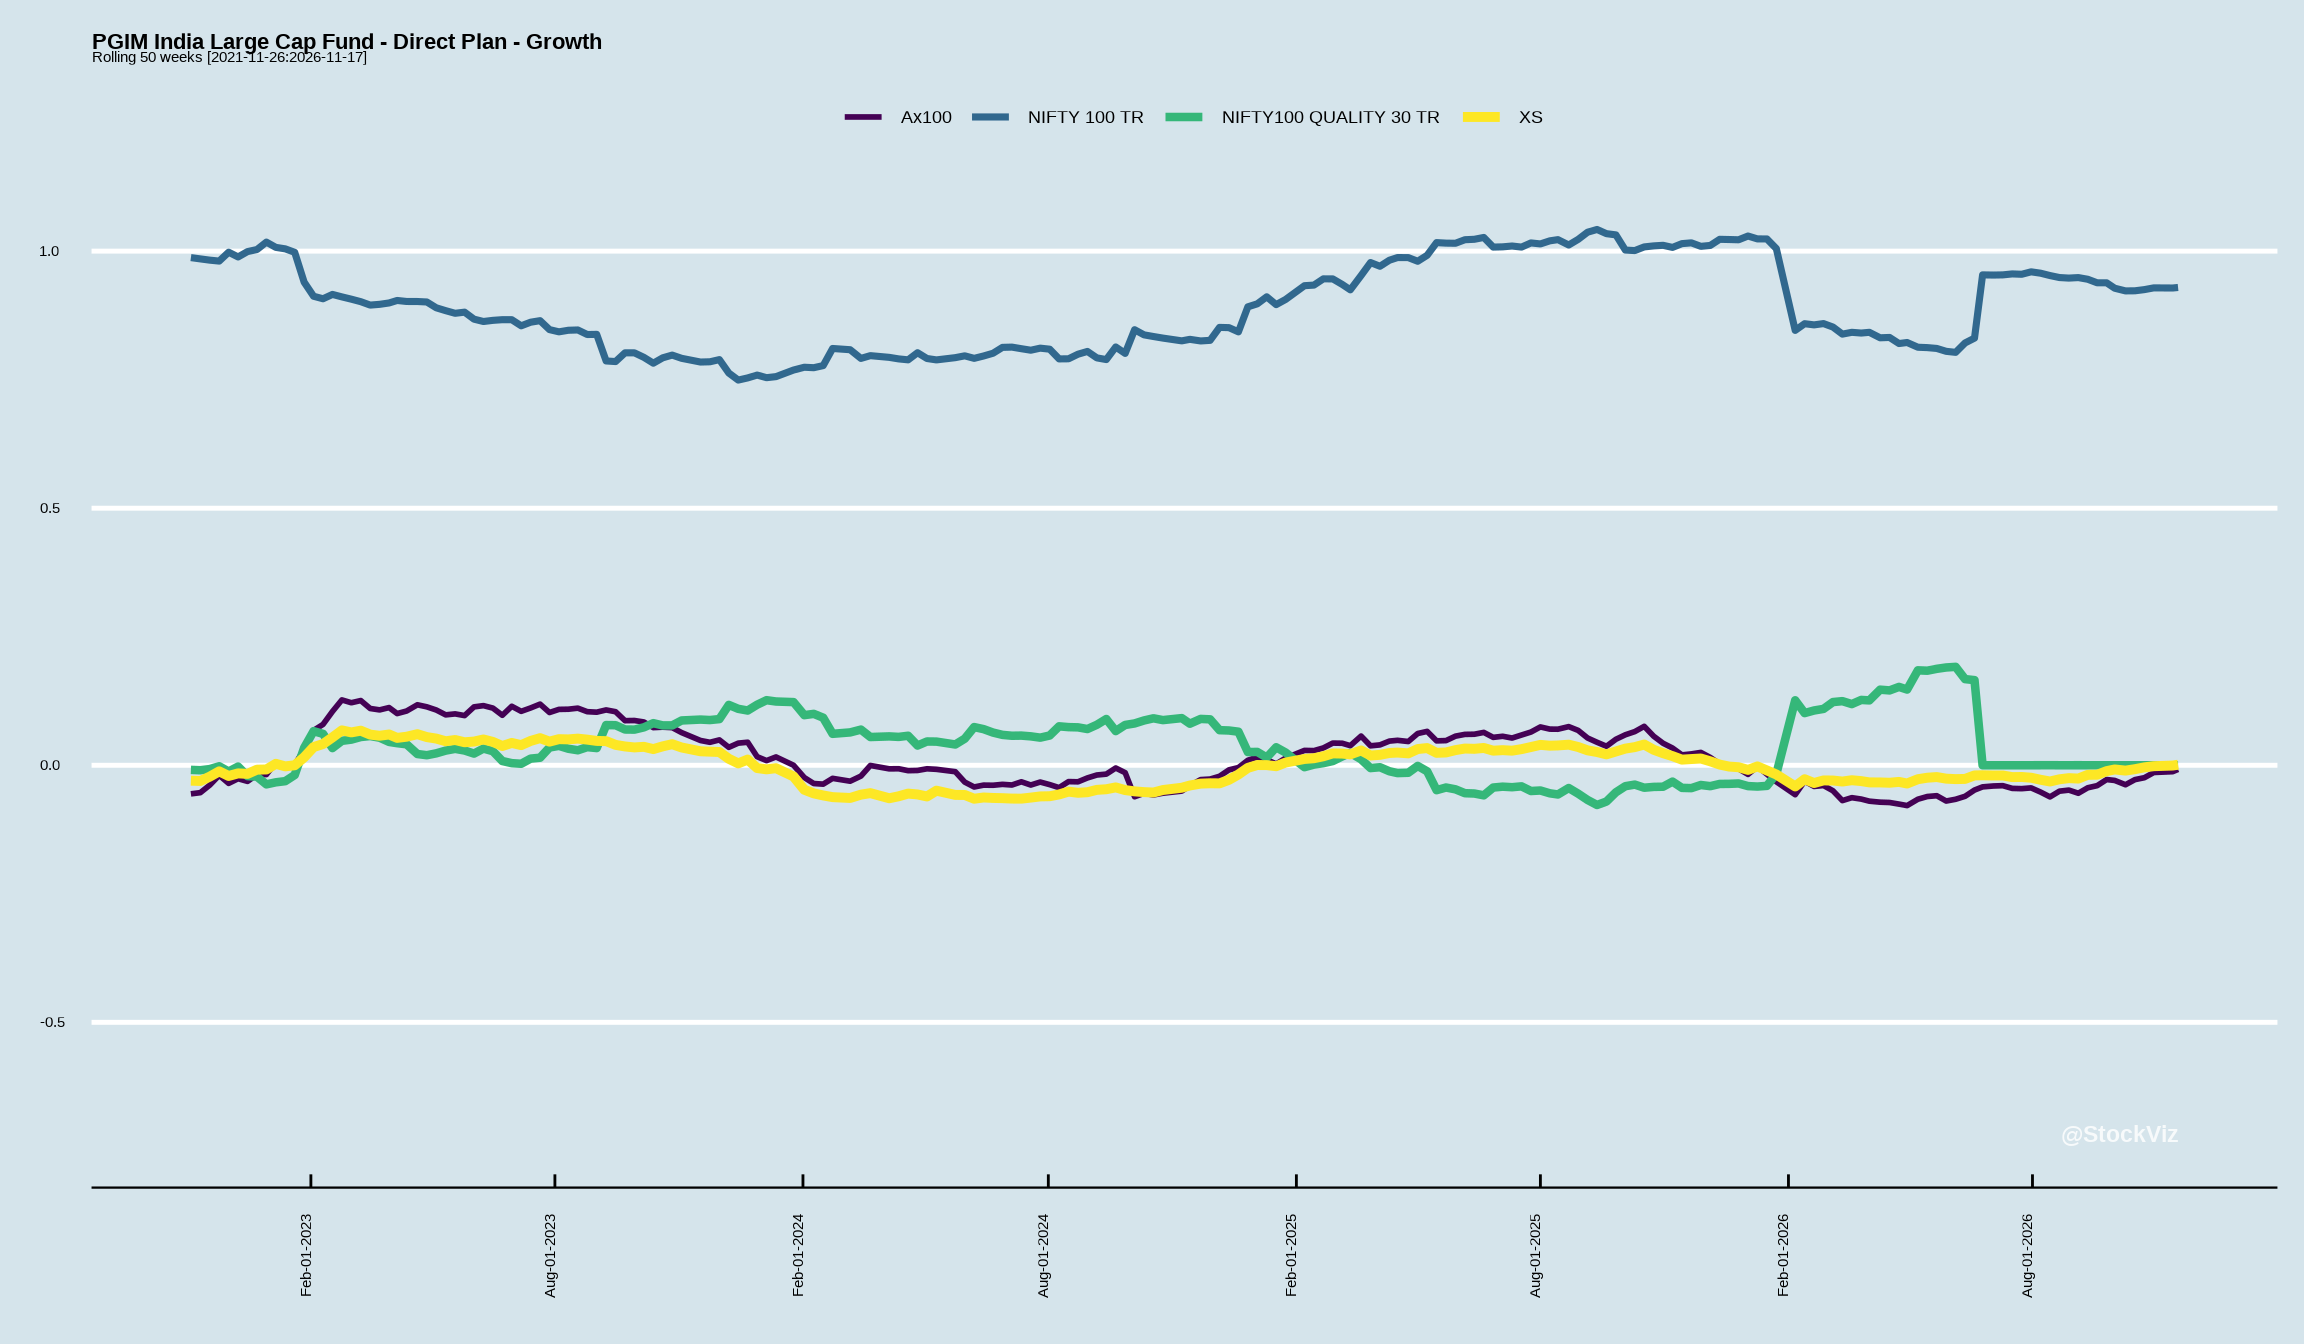 PGIM India Large Cap Fund - Direct Plan - Growth
Rolling 50 weeks [2021-11-26:2026-11-17]
Ax100 NIFTY 100 TR NIFTY100 QUALITY 30 TR XS
1.0
0.5
0.0
-0.5
@StockViz
Feb-01-2023 Aug-01-2023 Feb-01-2024 Aug-01-2024 Feb-01-2025 Aug-01-2025 Feb-01-2026 Aug-01-2026